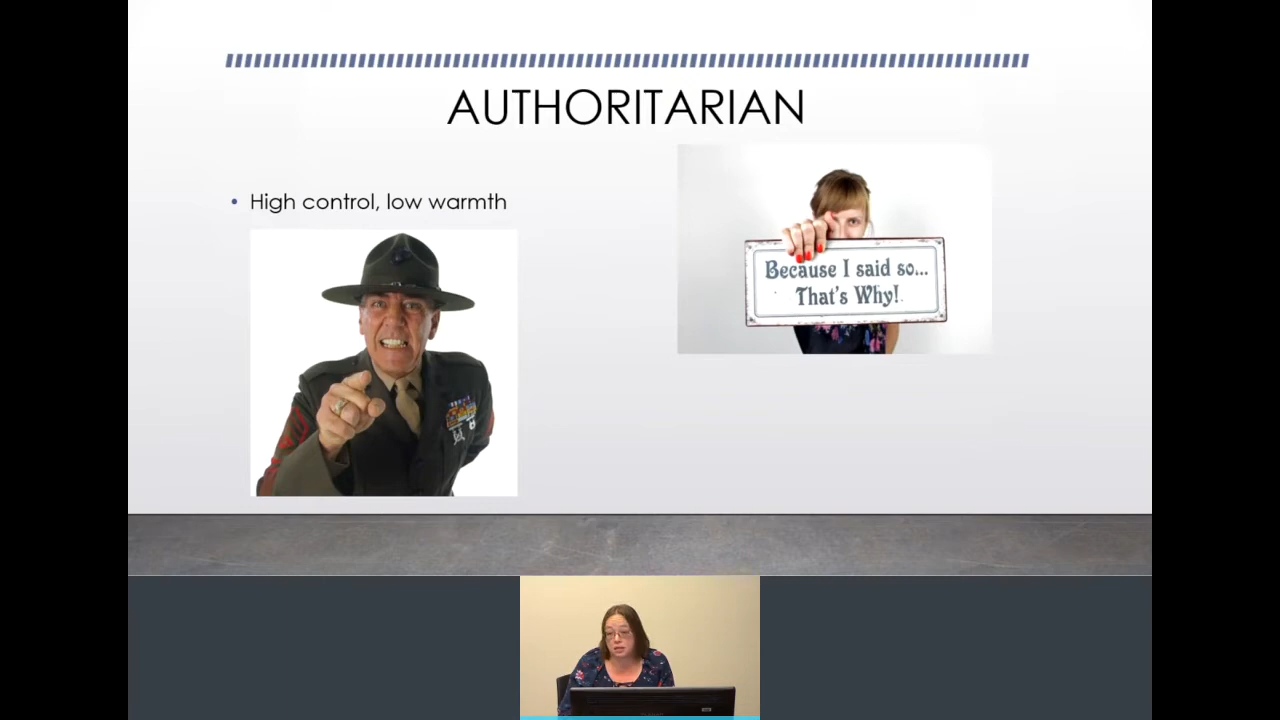 AUTHORITARIAN
• High control, low warmth
Because I said so...
That's Why!